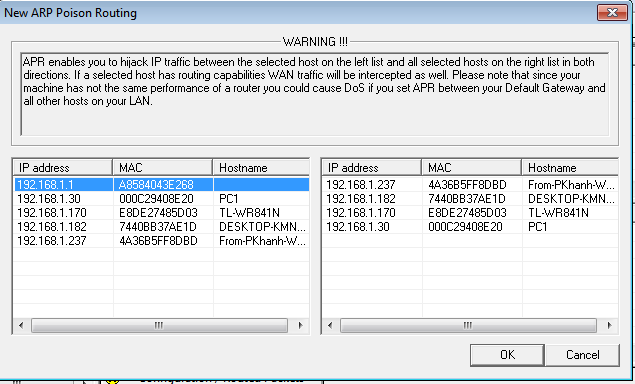 New ARP Poison Routing
WARNING !!!
APR enables you to hijack IP traffic between the selected host on the left list and all selected hosts on the right list in both
directions. If a selected host has routing capabilities WAN traffic will be intercepted as well. Please note that since your
machine has not the same performance of a router you could cause DoS if you set APR between your Default Gateway and
all other hosts on your LAN.
IP address MAC Hostname
192.168.1.1 A8584043E268
192.168.1.30 000C29408E20 PC1
192.168.1.170 E8DE27485D03 TL-WR841N
192.168.1.182 7440BB37AE1D DESKTOP-KMN...
192.168.1.237 4A36B5FF8DBD From-PKhanh-W...
IP address MAC Hostname
192.168.1.237 4A36B5FF8DBD From-PKhanh-W...
192.168.1.182 7440BB37AE1D DESKTOP-KMN...
192.168.1.170 E8DE27485D03 TL-WR841N
192.168.1.30 000C29408E20 PC1
OK Cancel